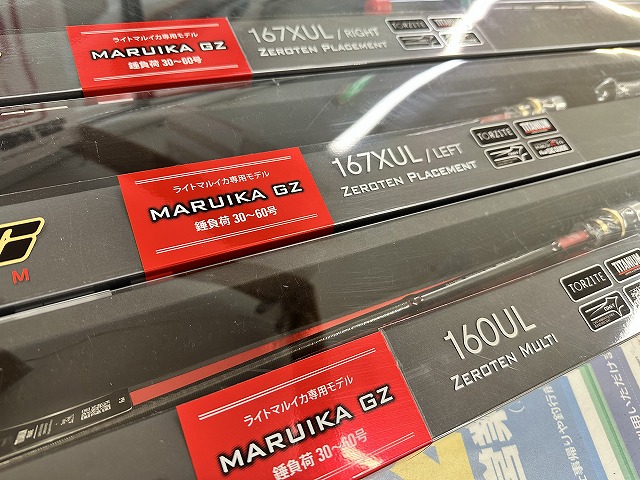 ライトマルイカ専用モデル
MARUIKA GZ
錘負荷 30〜60号
167XUL / RIGHT
ZEROTEN PLACEMENT
TITANIUM
ライトマルイカ専用モデル
MARUIKA GZ
錘負荷 30〜60号
167XUL / LEFT
ZEROTEN PLACEMENT
TORZITE
TITANIUM
M
ライトマルイカ専用モデル
MARUIKA GZ
錘負荷 30〜60号
160UL
ZEROTEN MULTI
TORZITE
TITANIUM